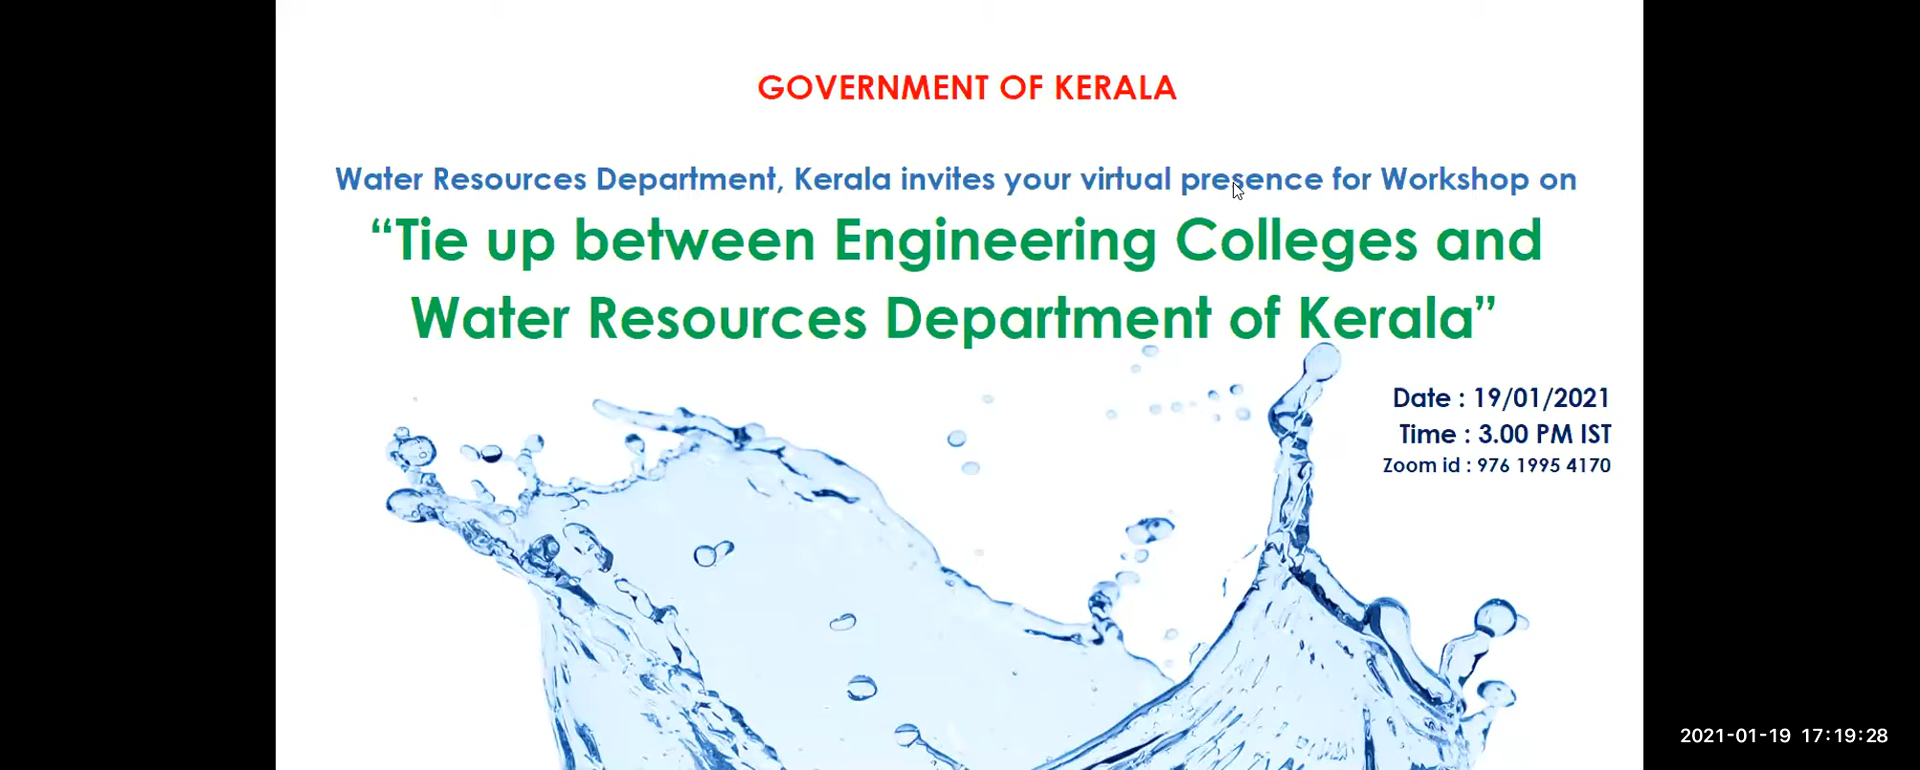 GOVERNMENT OF KERALA
Water Resources Department, Kerala invites your virtual presence for Workshop on
“Tie up between Engineering Colleges and
Water Resources Department of Kerala”
Date : 19/01/2021
Time : 3.00 PM IST
Zoom id : 976 1995 4170
2021-01-19 17:19:28